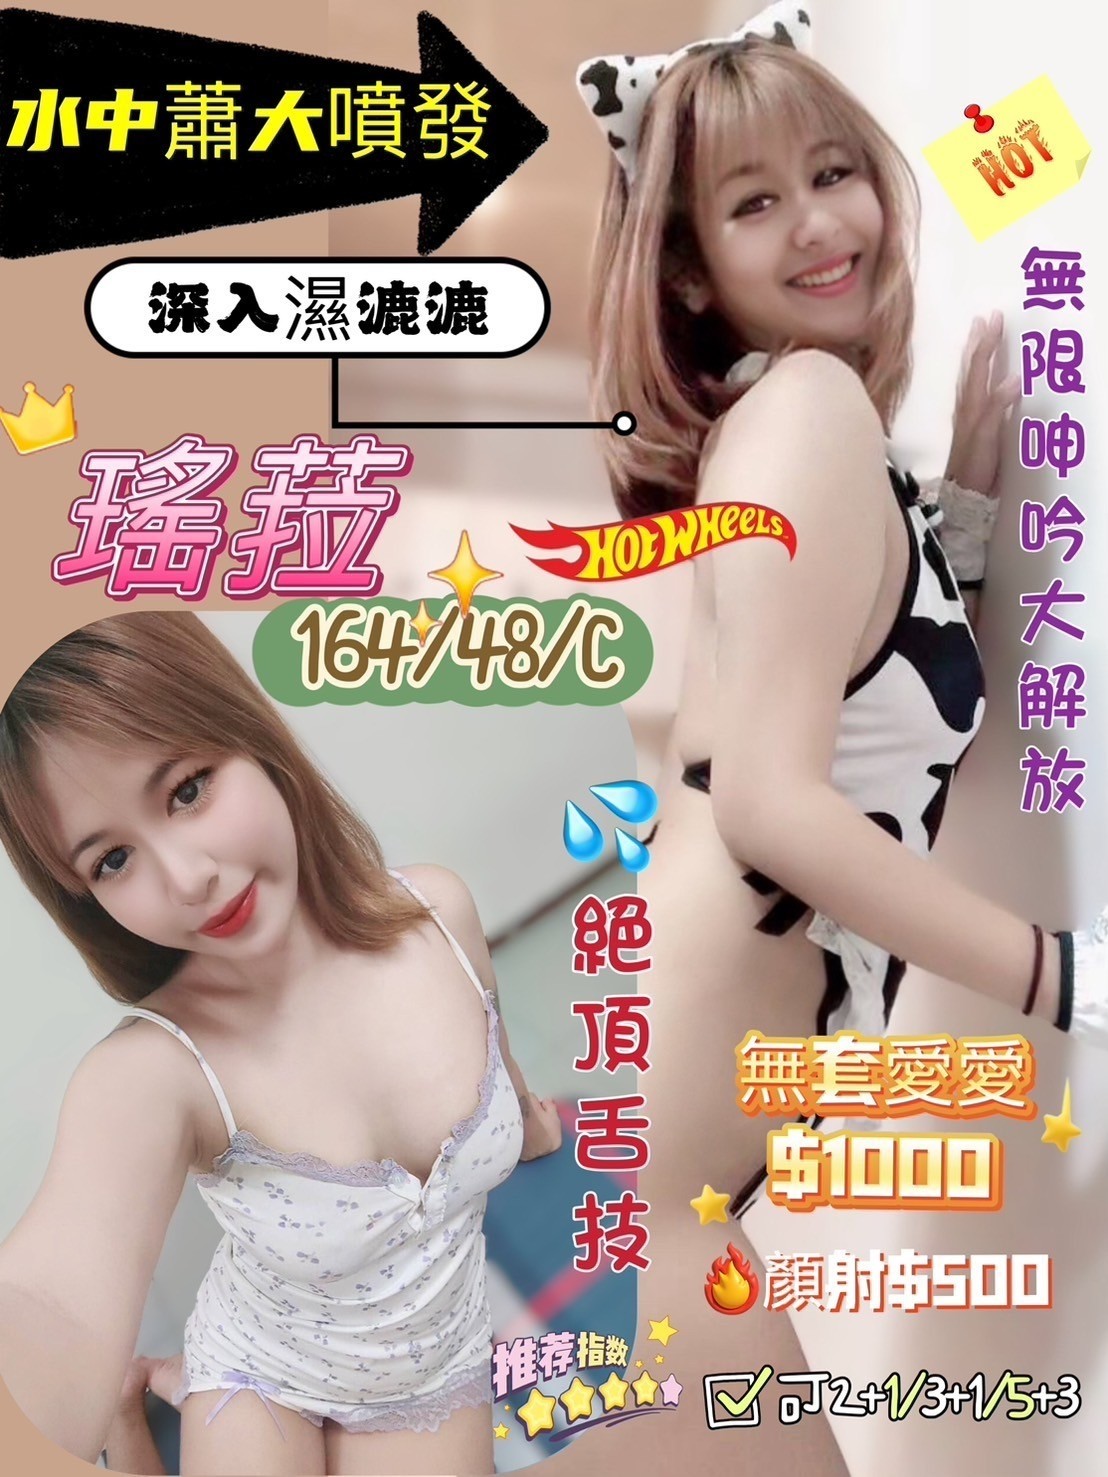 水中蕭大噴發
HOT
深入濕漉漉
無限呻吟大解放
瑤菈
HOT WHEELS
164/48/C
絕頂舌技
無套愛愛
$1000
顏射$500
推荐指数
叮2+1/3+1/5+3